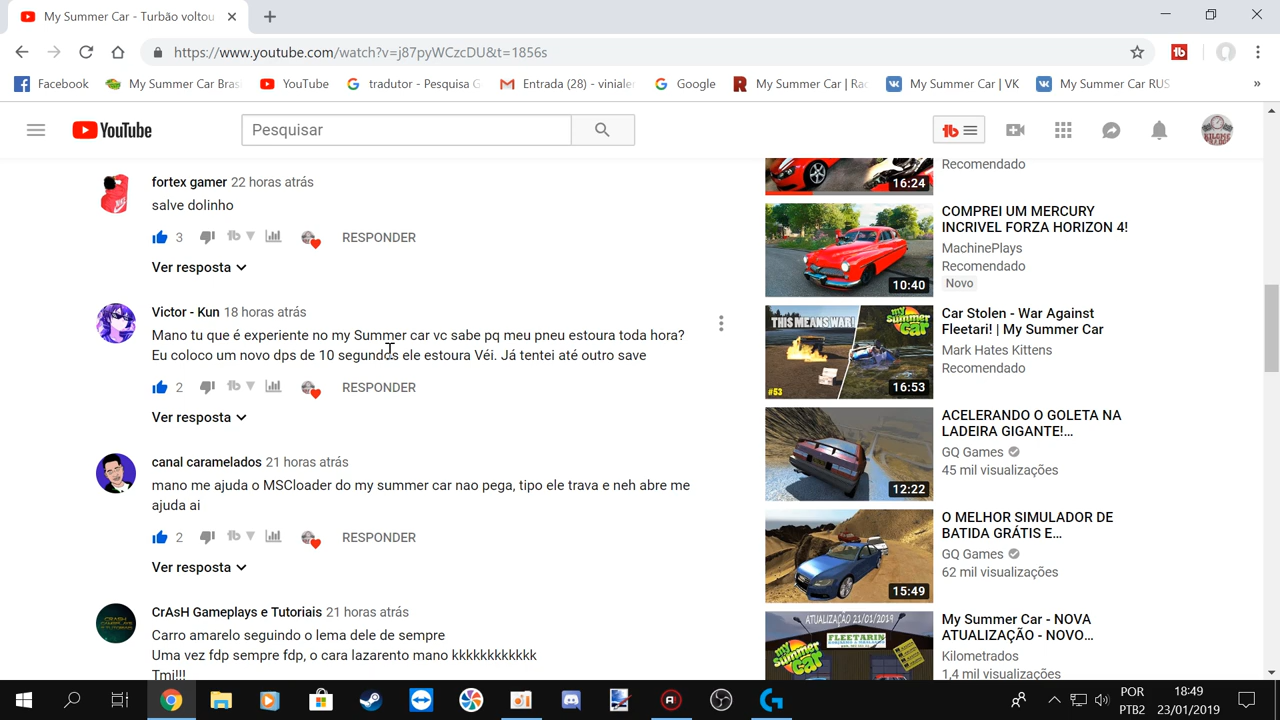 My Summer Car - Turbão voltou
https://www.youtube.com/watch?v=j87pyWCzcDU&t=1856s
Facebook
My Summer Car Bras
YouTube
tradutor - Pesquisa G
Entrada (28) - viniale
Google
My Summer Car | Rac
My Summer Car | VK
My Summer Car RUS
»
YouTube
Pesquisar
fortex gamer 22 horas atrás
salve dolinho
3 RESPONDER
Ver resposta
Victor - Kun 18 horas atrás
Mano tu que é experiente no my Summer car vc sabe pq meu pneu estoura toda hora?
Eu coloco um novo dps de 10 segundos ele estoura Véi. Já tentei até outro save
2 RESPONDER
Ver resposta
canal caramelados 21 horas atrás
mano me ajuda o MSCloader do my summer car nao pega, tipo ele trava e neh abre me
ajuda ai
2 RESPONDER
Ver resposta
CrAsH Gameplays e Tutoriais 21 horas atrás
Carro amarelo seguindo o lema dele de sempre
Uma vez fdp sempre fdp, o cara lazarento mano kkkkkkkkkkkk
Tmj!!!
16:24
Recomendado
10:40
COMPREI UM MERCURY
INCRIVEL FORZA HORIZON 4!
MachinePlays
Recomendado
Novo
THIS MEANS WAR!
my summer car
#53
16:53
Car Stolen - War Against
Fleetari! | My Summer Car
Mark Hates Kittens
Recomendado
12:22
ACELERANDO O GOLETA NA
LADEIRA GIGANTE!...
GQ Games
45 mil visualizações
15:49
O MELHOR SIMULADOR DE
BATIDA GRÁTIS E...
GQ Games
62 mil visualizações
ATUALIZAÇÃO 21/01/2019
FLEETARIN
my summer car
My Summer Car - NOVA
ATUALIZAÇÃO - NOVO...
Kilometrados
1,4 mil visualizações
POR
PTB2
18:49
23/01/2019